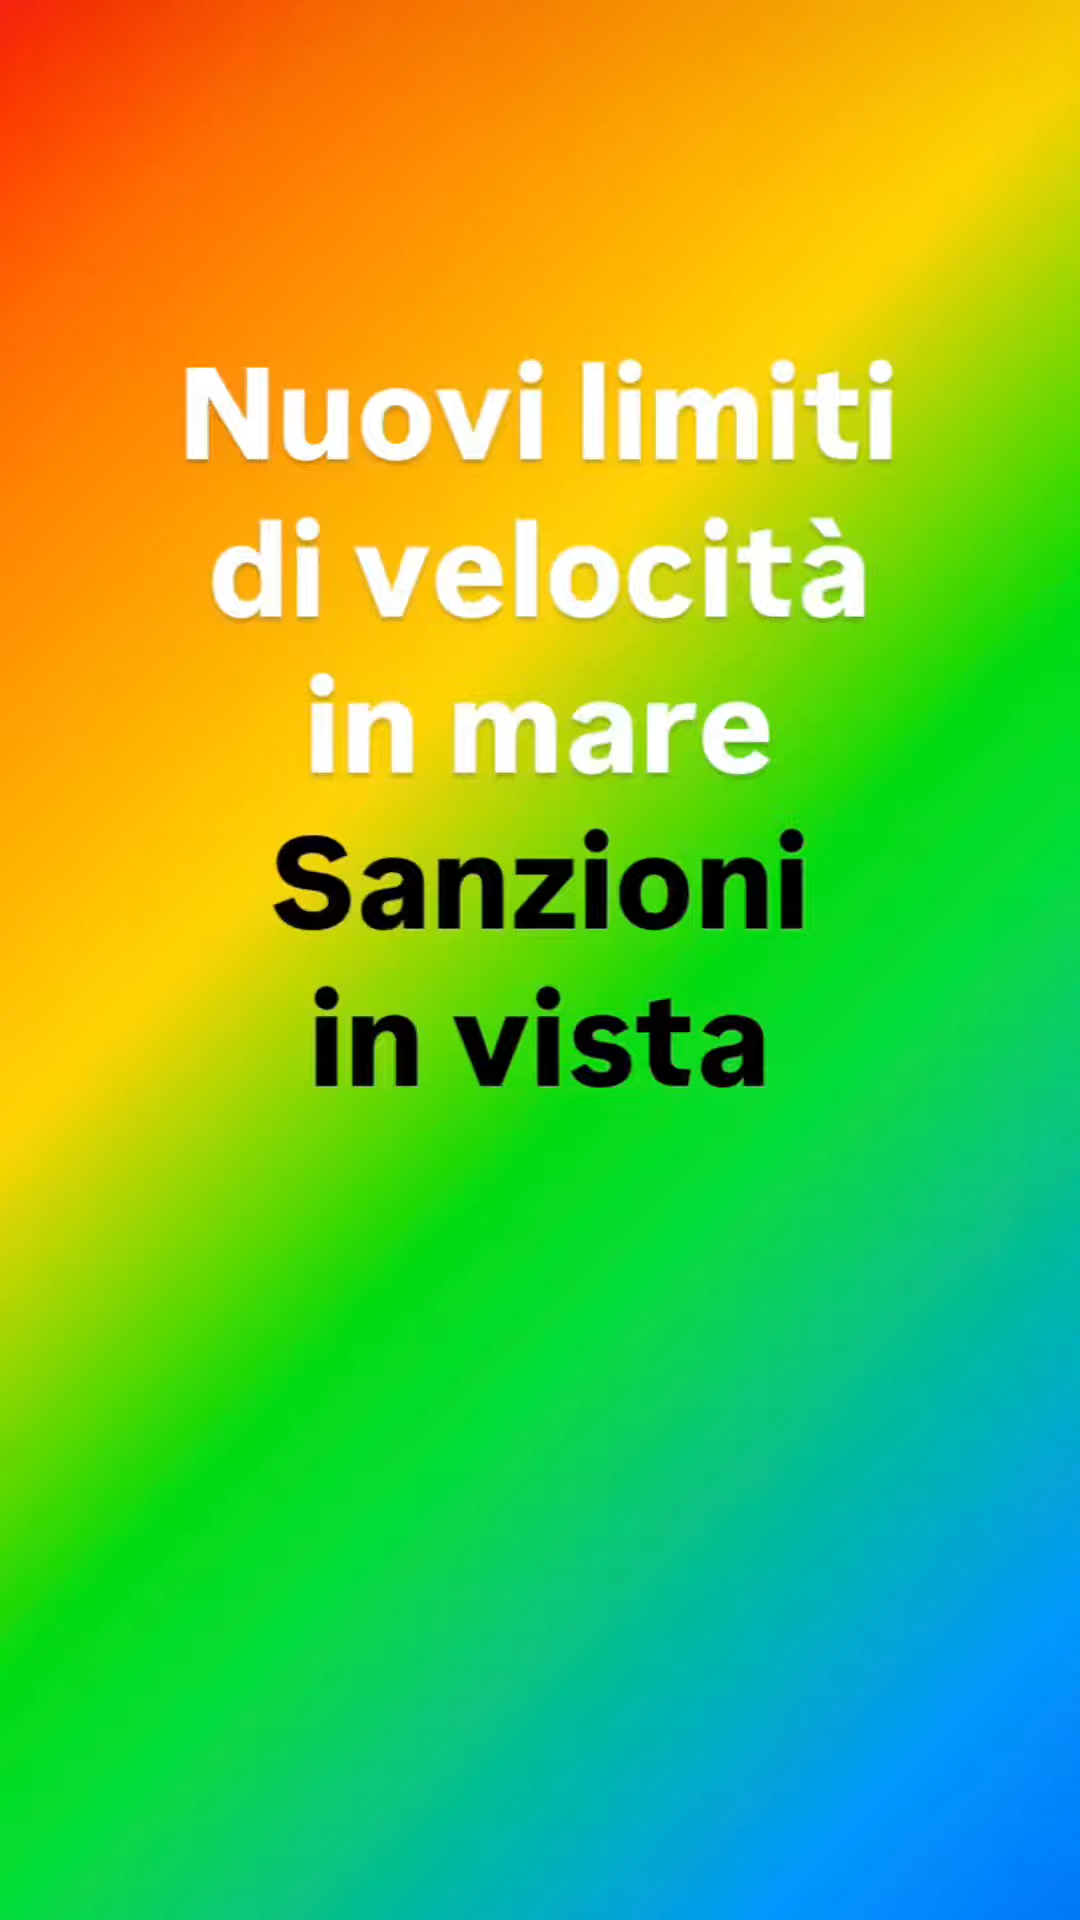 Nuovi limiti
di velocità
in mare
Sanzioni
in vista